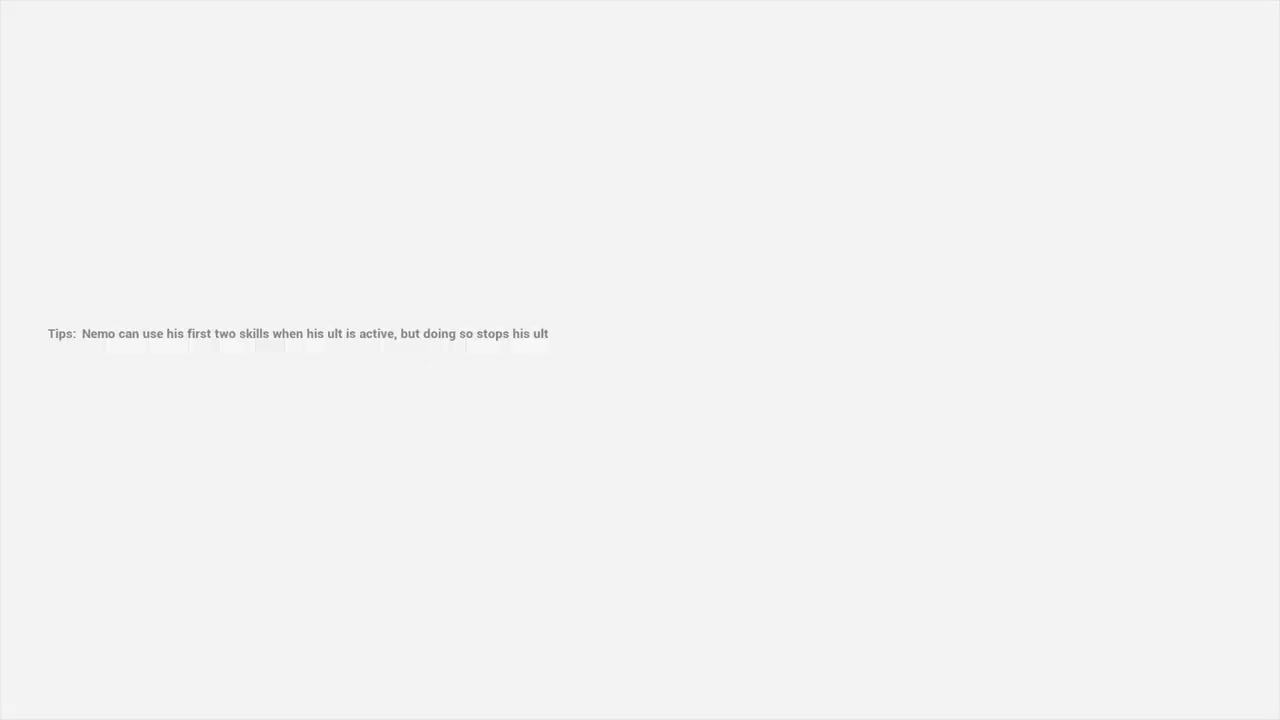 Tips: Nemo can use his first two skills when his ult is active, but doing so stops his ult